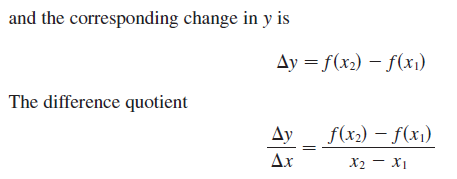 and the corresponding change in y is
Δy = f(x₂) − f(x₁)
The difference quotient
Δy/Δx = (f(x₂) − f(x₁))/(x₂ − x₁)